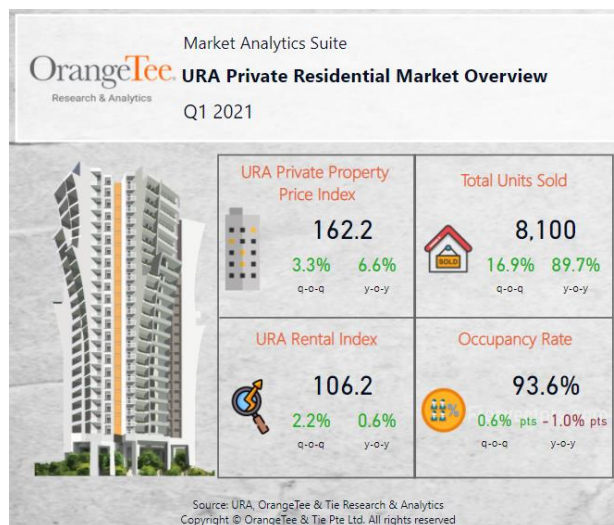 OrangeTee
Research & Analytics
Market Analytics Suite
URA Private Residential Market Overview
Q1 2021
URA Private Property
Price Index
162.2
3.3% 6.6%
q-o-q y-o-y
Total Units Sold
SOLD
8,100
16.9% 89.7%
q-o-q y-o-y
URA Rental Index
106.2
2.2% 0.6%
q-o-q y-o-y
Occupancy Rate
%
93.6%
0.6% pts -1.0% pts
q-o-q y-o-y
Source: URA, OrangeTee & Tie Research & Analytics
Copyright © OrangeTee & Tie Pte Ltd. All rights reserved